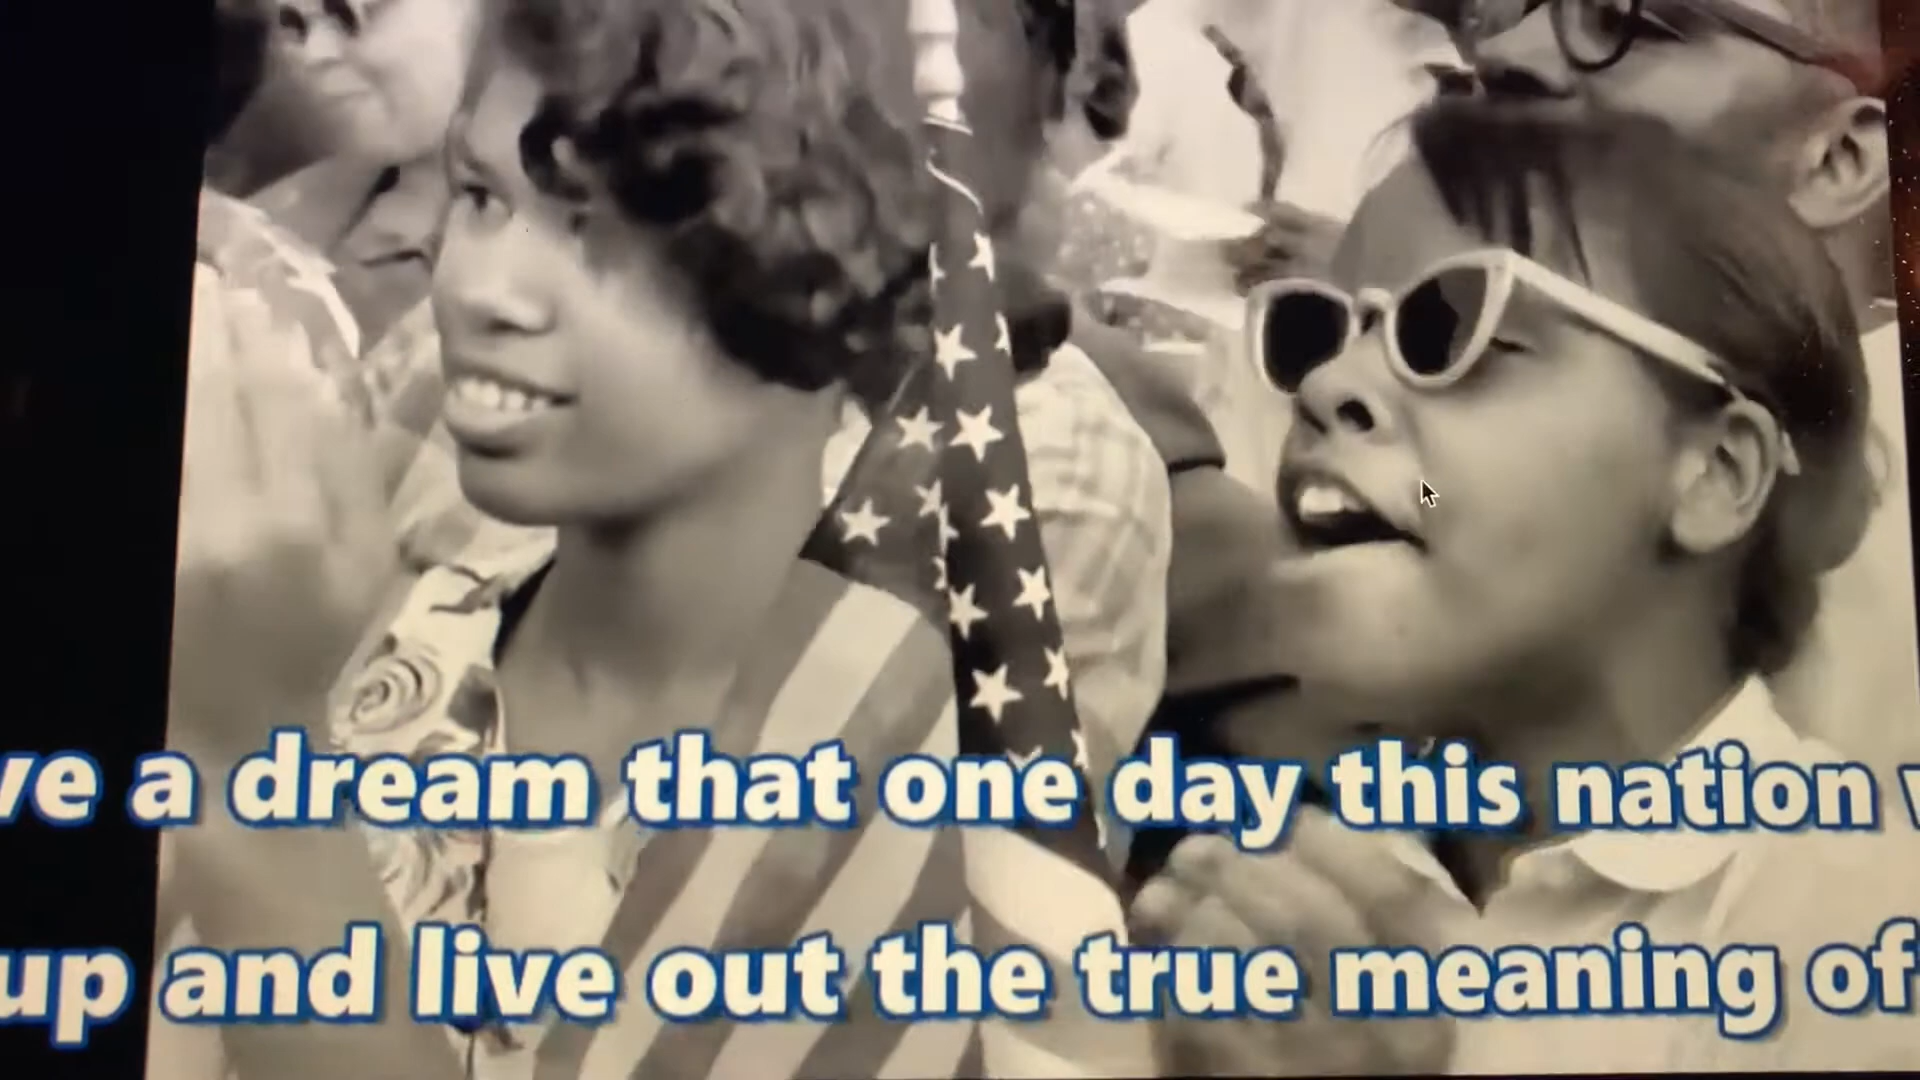 ve a dream that one day this nation
up and live out the true meaning of